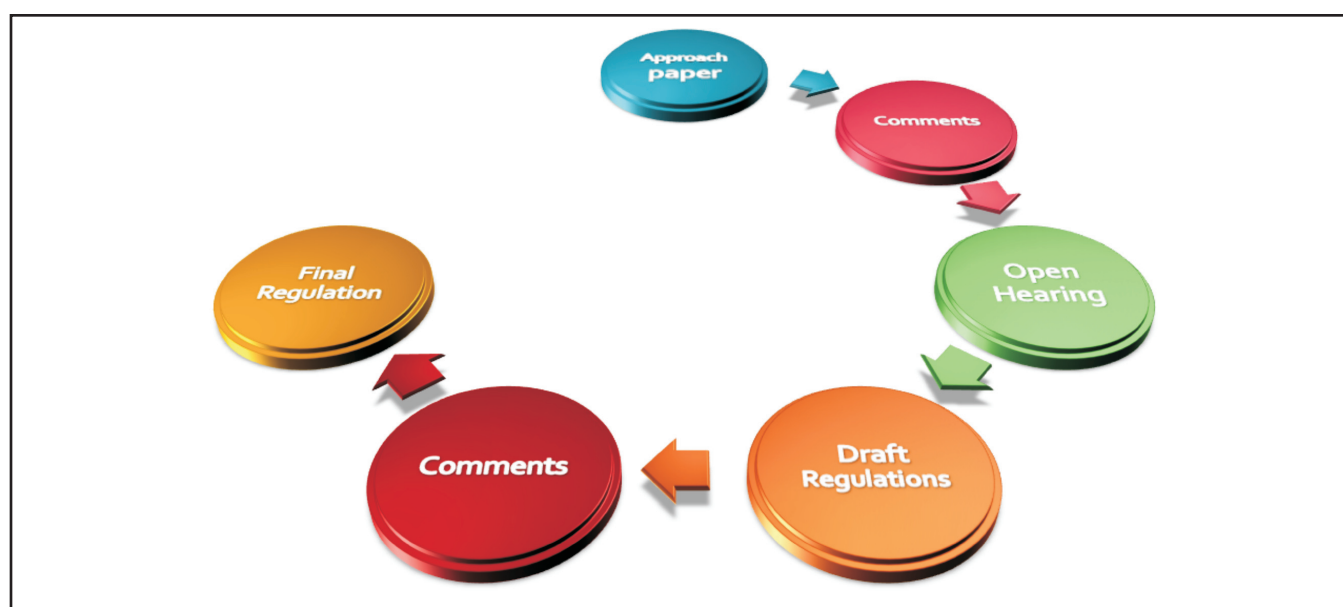 Approach
paper
Comments
Open
Hearing
Draft
Regulations
Comments
Final
Regulation